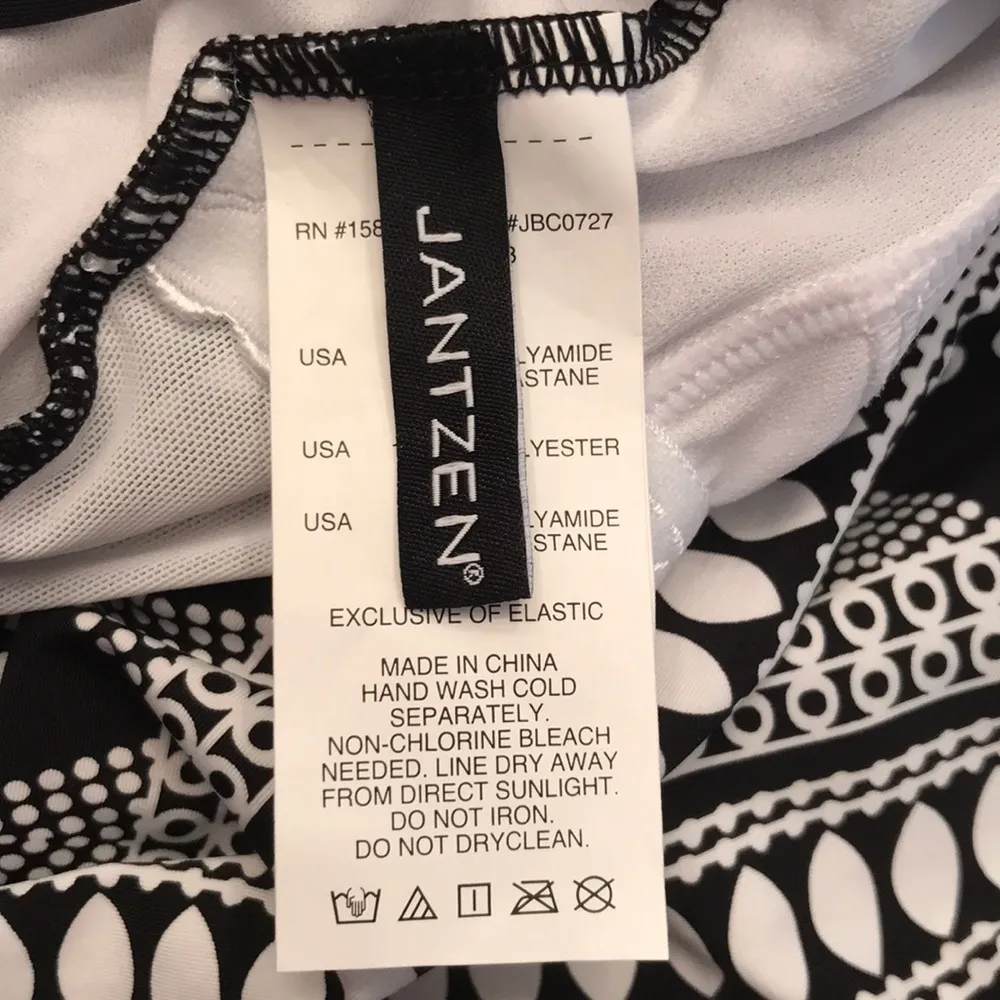 JANTZEN®
RN #158 #JBC0727
USA LYAMIDE
ASTANE
USA LYESTER
USA LYAMIDE
STANE
EXCLUSIVE OF ELASTIC
MADE IN CHINA
HAND WASH COLD
SEPARATELY.
NON-CHLORINE BLEACH
NEEDED. LINE DRY AWAY
FROM DIRECT SUNLIGHT.
DO NOT IRON.
DO NOT DRYCLEAN.